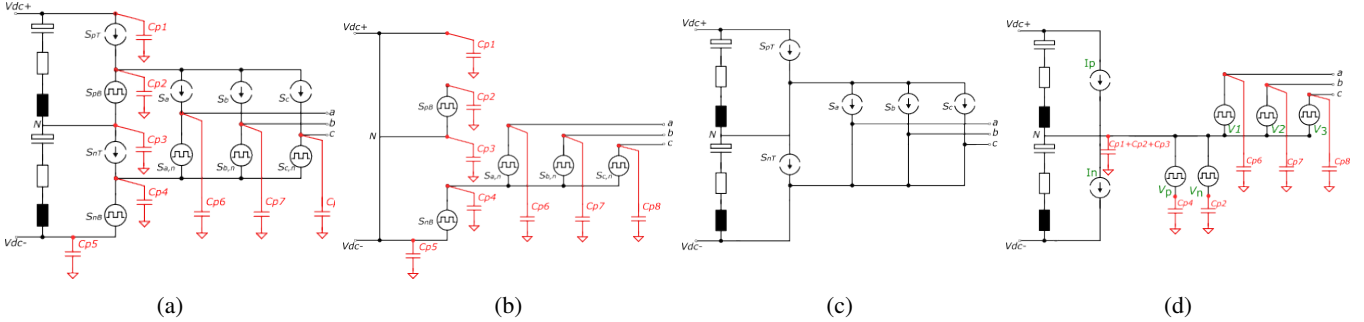 Vdc+
SpT
Cp1
Cp2
SpB
Sa
Sb
Sc
a
b
c
N
Cp3
SnT
Sa,n
Sb,n
Sc,n
Cp4
SnB
Cp6
Cp7
Vdc-
Cp5
(a)
Vdc+
Cp1
Cp2
SpB
N
Cp3
a
b
c
Sa,n
Sb,n
Sc,n
Cp4
SnB
Cp6
Cp7
Cp8
Vdc-
Cp5
(b)
Vdc+
SpT
Sa
Sb
Sc
a
b
c
N
SnT
Vdc-
(c)
Vdc+
Ip
a
b
c
V1
V2
V3
N
Cp1+Cp2+Cp3
Cp6
Cp7
Cp8
In
Vp
Vn
Cp4
Cp2
Vdc-
(d)